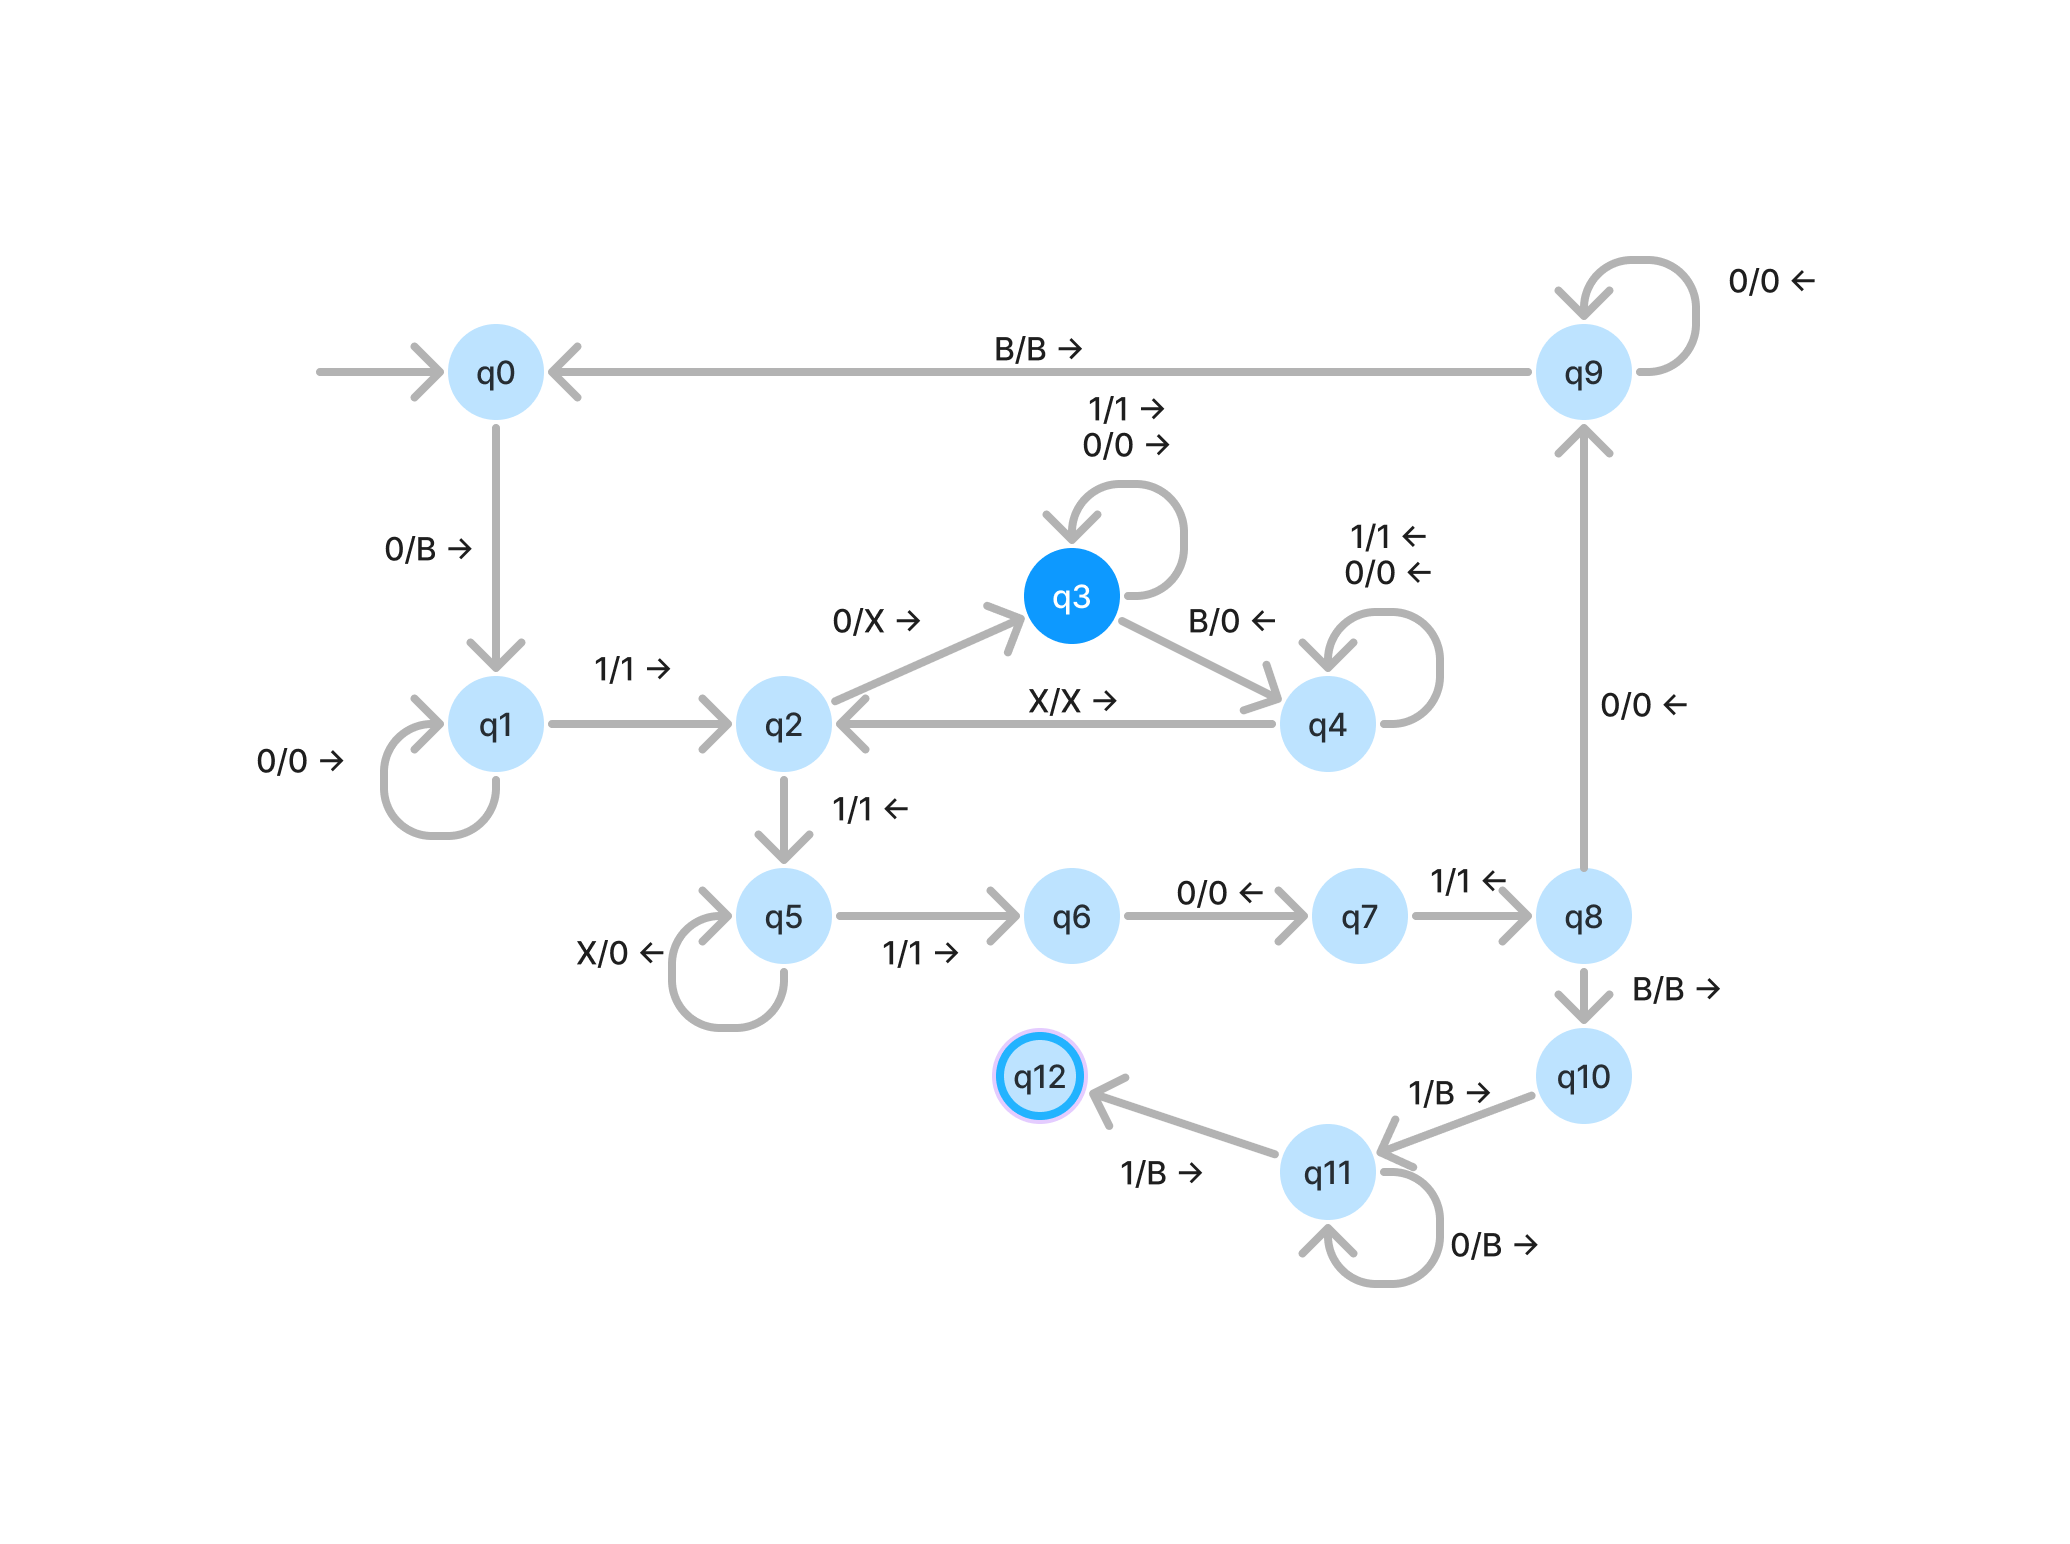 0/0 ←
B/B →
q0
q9
1/1 →
0/0 →
1/1 ←
0/B →
0/0 ←
q3
0/X →
B/0 ←
1/1 →
X/X →
0/0 ←
q1
q2
q4
0/0 →
1/1 ←
1/1 ←
0/0 ←
q5
q6
q7
q8
X/0 ←
1/1 →
B/B →
q12
q10
1/B →
1/B →
q11
0/B →